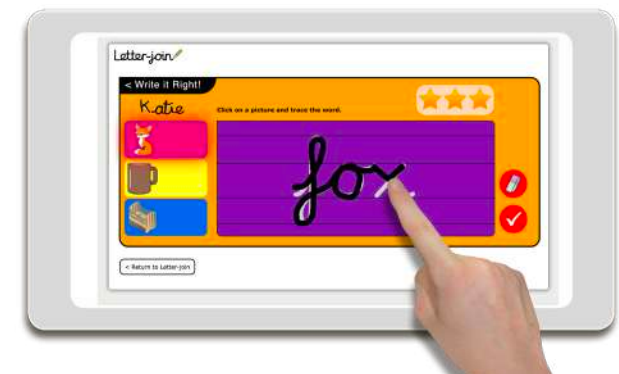 Letter-join
< Write it Right!
Katie
Click on a picture and trace the word.
fox
< Return to Letter-join